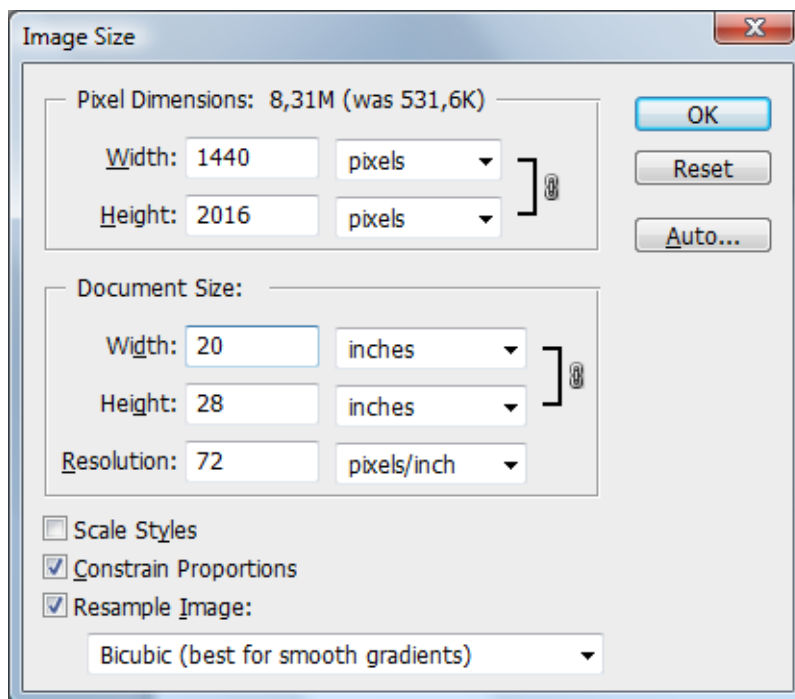 Image Size
Pixel Dimensions: 8,31M (was 531,6K)
OK
Width: 1440 pixels
Reset
Height: 2016 pixels
Auto...
Document Size:
Width: 20 inches
Height: 28 inches
Resolution: 72 pixels/inch
Scale Styles
Constrain Proportions
Resample Image:
Bicubic (best for smooth gradients)